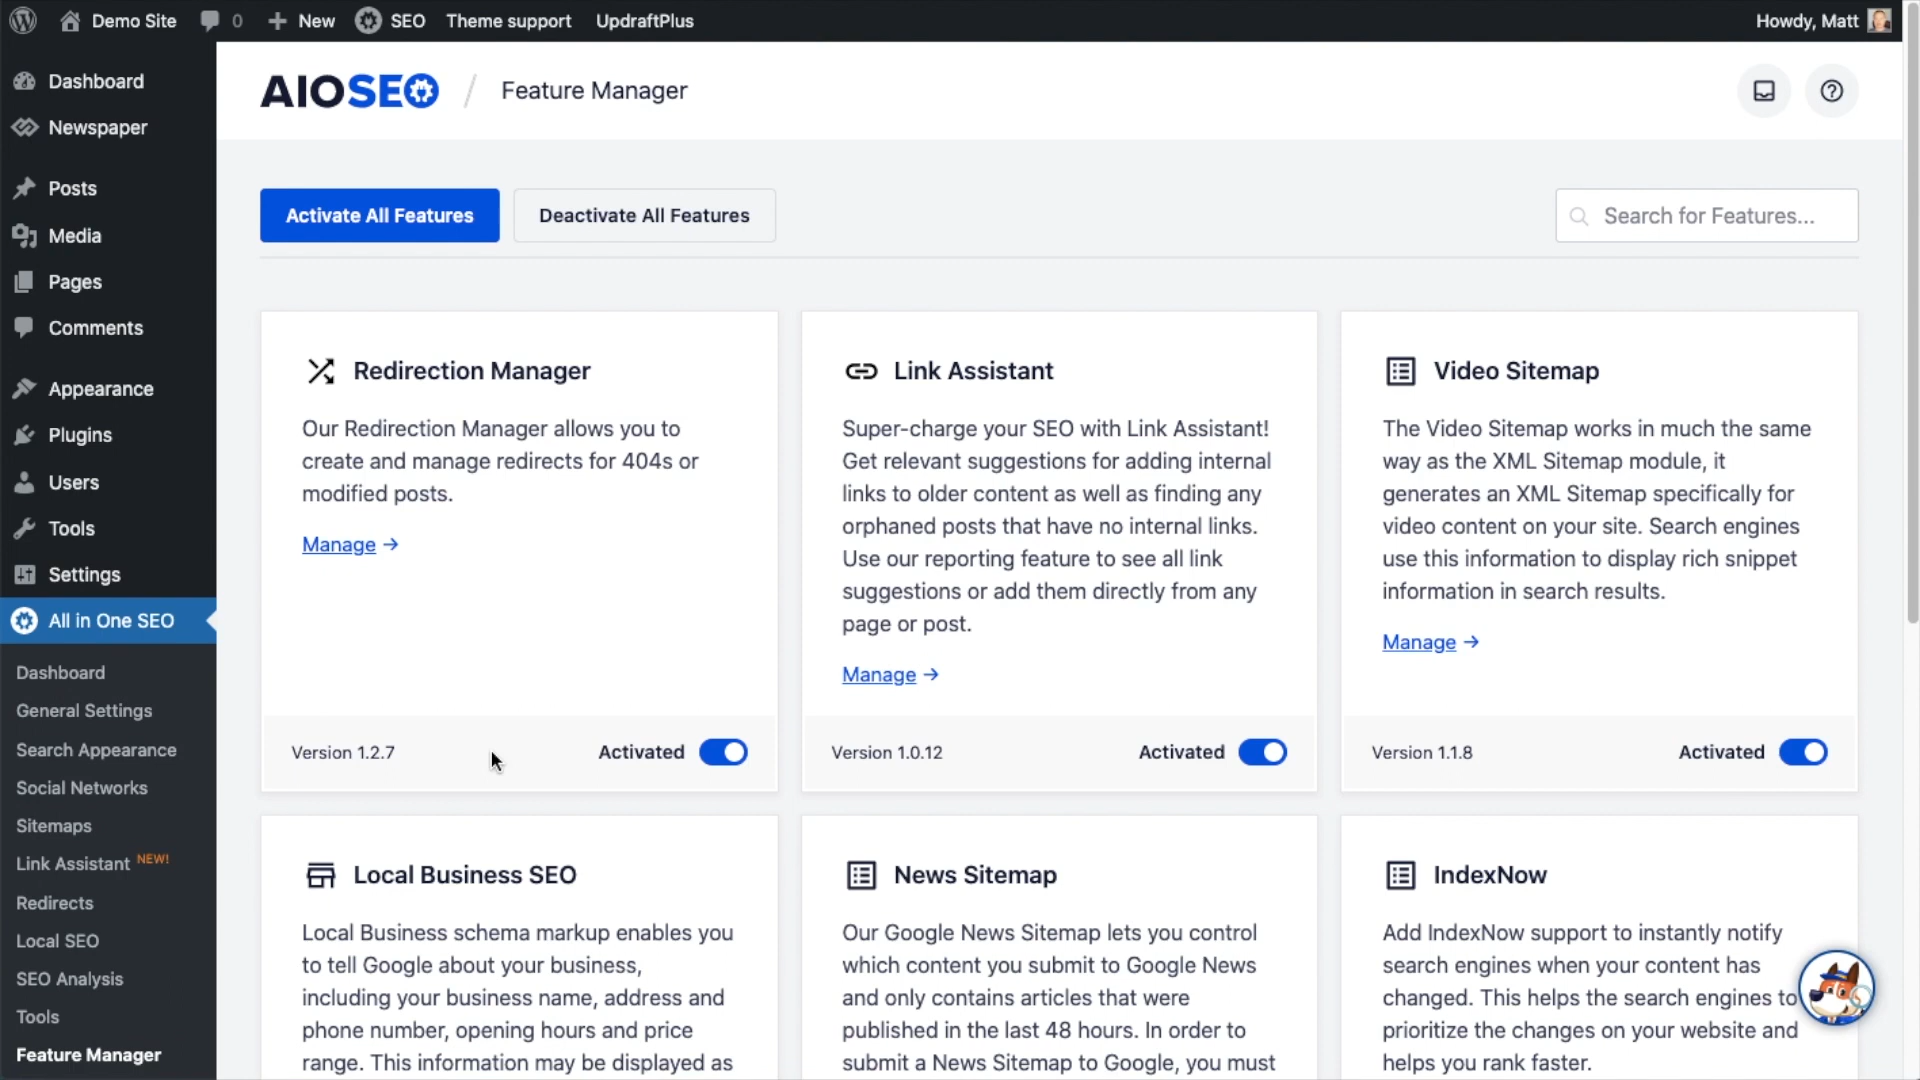 Demo Site
0
New
SEO
Theme support
UpdraftPlus
Howdy, Matt
Dashboard
Newspaper
Posts
Media
Pages
Comments
Appearance
Plugins
Users
Tools
Settings
All in One SEO
Dashboard
General Settings
Search Appearance
Social Networks
Sitemaps
Link Assistant NEW!
Redirects
Local SEO
SEO Analysis
Tools
Feature Manager
AIOSEO / Feature Manager
Activate All Features
Deactivate All Features
Search for Features...
Redirection Manager
Our Redirection Manager allows you to
create and manage redirects for 404s or
modified posts.
Manage →
Version 1.2.7
Activated
Link Assistant
Super-charge your SEO with Link Assistant!
Get relevant suggestions for adding internal
links to older content as well as finding any
orphaned posts that have no internal links.
Use our reporting feature to see all link
suggestions or add them directly from any
page or post.
Manage →
Version 1.0.12
Activated
Video Sitemap
The Video Sitemap works in much the same
way as the XML Sitemap module, it
generates an XML Sitemap specifically for
video content on your site. Search engines
use this information to display rich snippet
information in search results.
Manage →
Version 1.1.8
Activated
Local Business SEO
Local Business schema markup enables you
to tell Google about your business,
including your business name, address and
phone number, opening hours and price
range. This information may be displayed as
News Sitemap
Our Google News Sitemap lets you control
which content you submit to Google News
and only contains articles that were
published in the last 48 hours. In order to
submit a News Sitemap to Google, you must
IndexNow
Add IndexNow support to instantly notify
search engines when your content has
changed. This helps the search engines to
prioritize the changes on your website and
helps you rank faster.